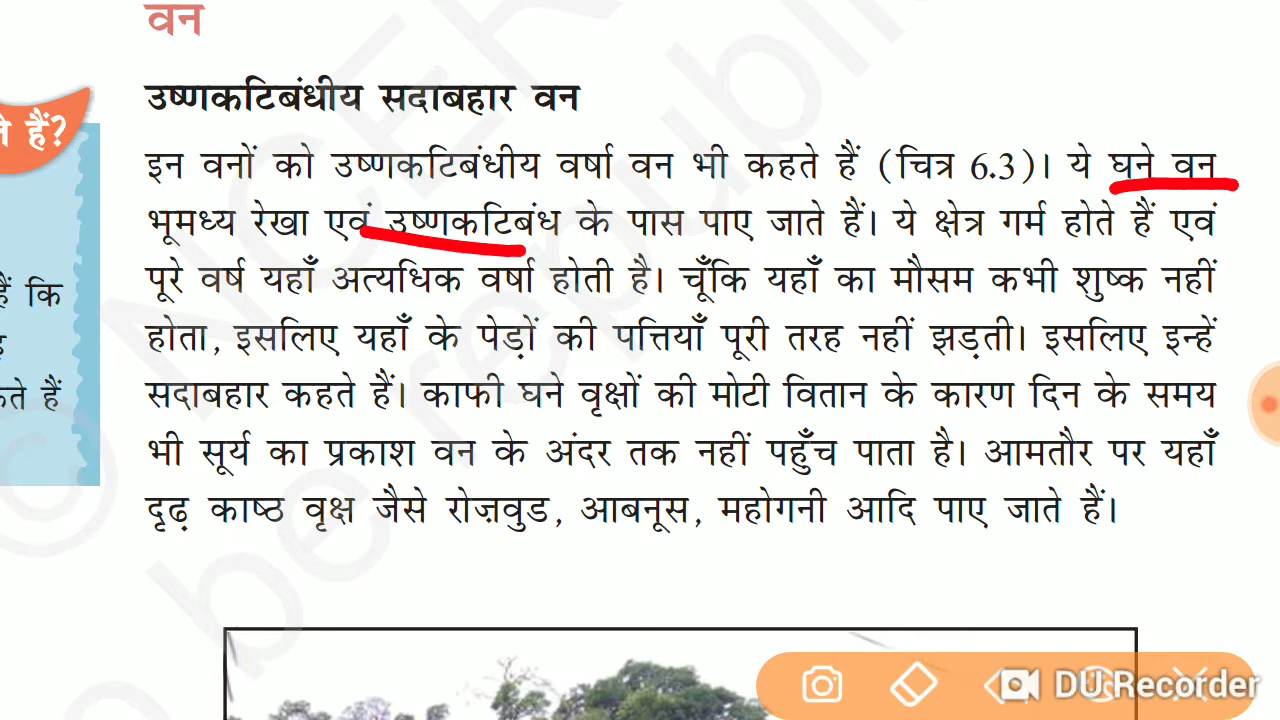 वन
उष्णकटिबंधीय सदाबहार वन
ते हैं?
इन वनों को उष्णकटिबंधीय वर्षा वन भी कहते हैं (चित्र 6.3)। ये घने वन
भूमध्य रेखा एवं उष्णकटिबंध के पास पाए जाते हैं। ये क्षेत्र गर्म होते हैं एवं
पूरे वर्ष यहाँ अत्यधिक वर्षा होती है। चूँकि यहाँ का मौसम कभी शुष्क नहीं
हैं कि
होता, इसलिए यहाँ के पेड़ों की पत्तियाँ पूरी तरह नहीं झड़ती। इसलिए इन्हें
सदाबहार कहते हैं। काफी घने वृक्षों की मोटी वितान के कारण दिन के समय
हैं
भी सूर्य का प्रकाश वन के अंदर तक नहीं पहुँच पाता है। आमतौर पर यहाँ
दृढ़ काष्ठ वृक्ष जैसे रोज़वुड, आबनूस, महोगनी आदि पाए जाते हैं।
© NCER
be republi
DU Recorder